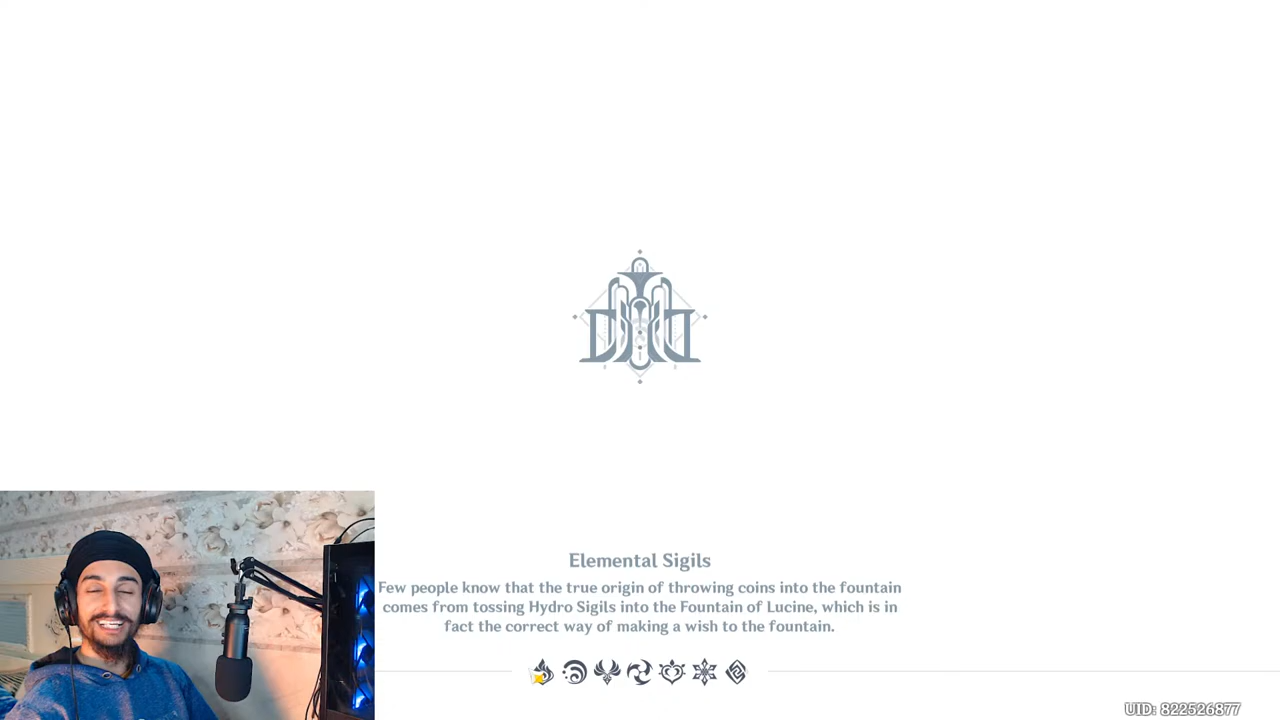 Elemental Sigils
Few people know that the true origin of throwing coins into the fountain
comes from tossing Hydro Sigils into the Fountain of Lucine, which is in
fact the correct way of making a wish to the fountain.
UID: 822526877